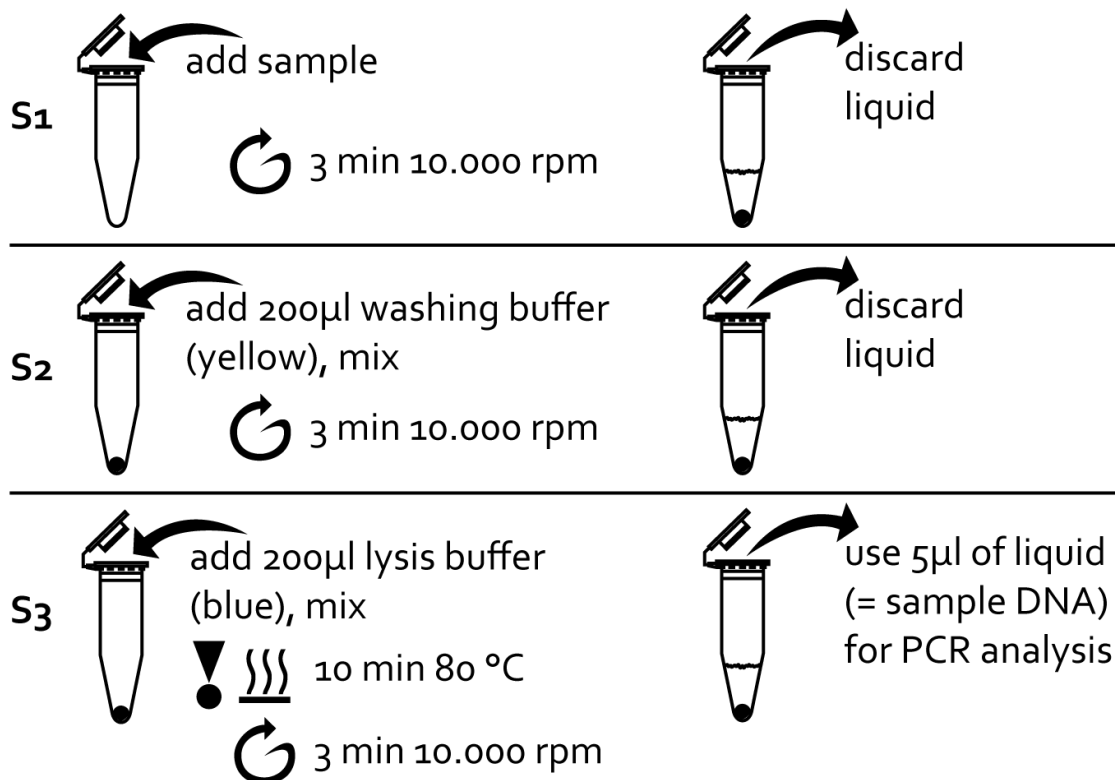 S1
add sample
3 min 10.000 rpm
discard
liquid
S2
add 200µl washing buffer
(yellow), mix
3 min 10.000 rpm
discard
liquid
S3
add 200µl lysis buffer
(blue), mix
10 min 80 °C
3 min 10.000 rpm
use 5µl of liquid
(= sample DNA)
for PCR analysis